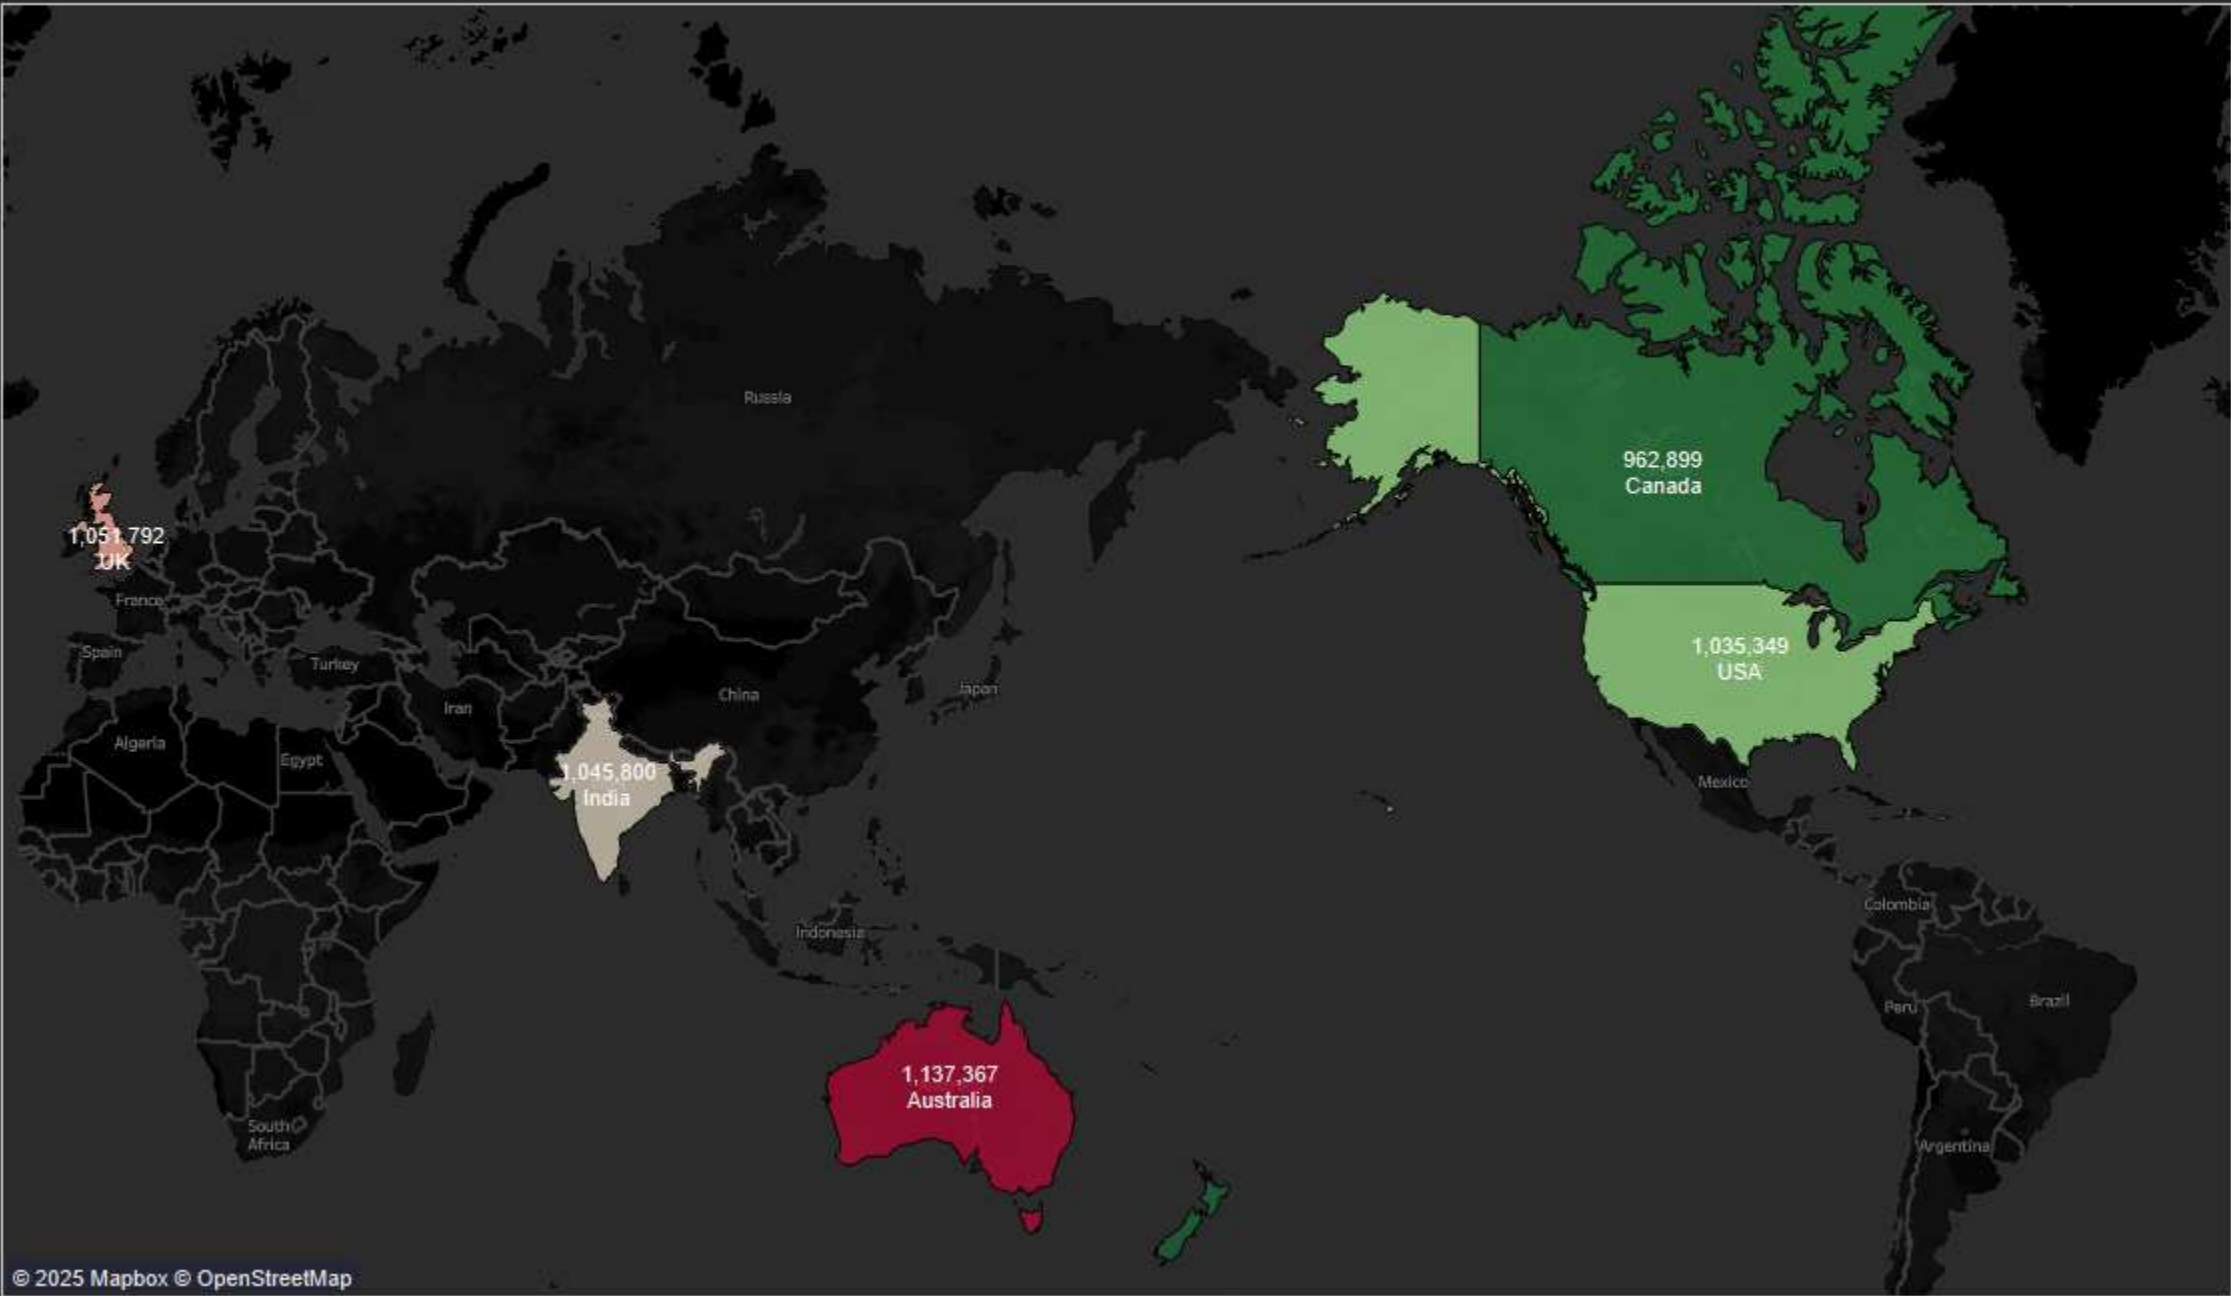 Russia
962,899
Canada
1,051,792
UK
France
Spain
Turkey
1,035,349
USA
China
Japan
Iran
Algeria
Egypt
1,045,800
India
Mexico
Colombia
Indonesia
Peru
Brazil
1,137,367
Australia
South
Africa
Argentina
© 2025 Mapbox © OpenStreetMap